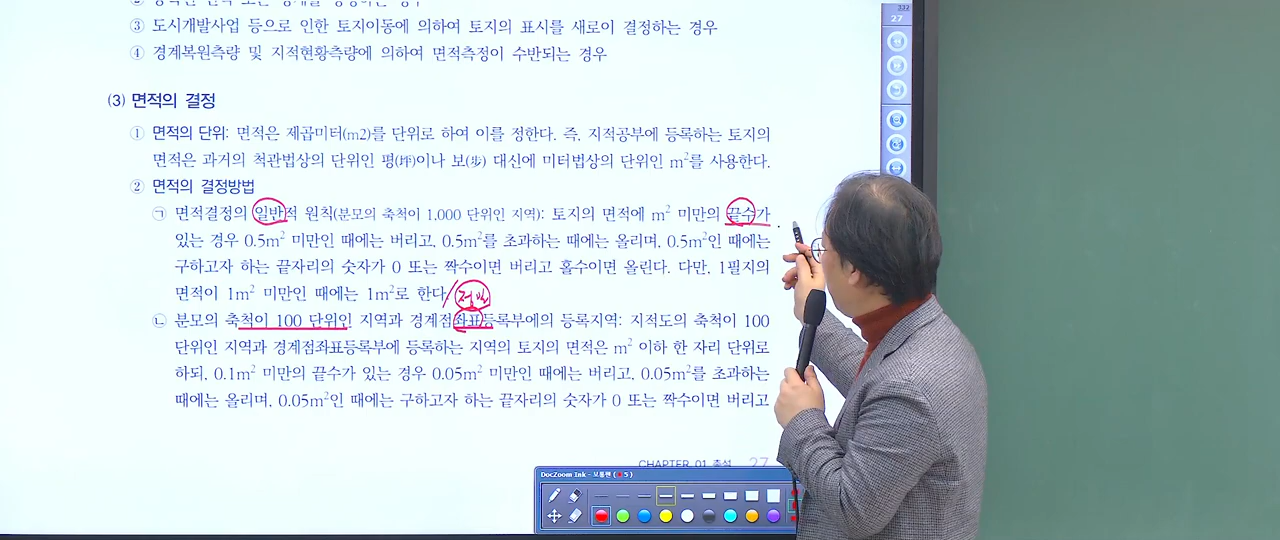 ③ 도시개발사업 등으로 인한 토지이동에 의하여 토지의 표시를 새로이 결정하는 경우
④ 경계복원측량 및 지적현황측량에 의하여 면적측정이 수반되는 경우
(3) 면적의 결정
① 면적의 단위: 면적은 제곱미터(m2)를 단위로 하여 이를 정한다. 즉, 지적공부에 등록하는 토지의
면적은 과거의 척관법상의 단위인 평(坪)이나 보(步) 대신에 미터법상의 단위인 m²를 사용한다.
② 면적의 결정방법
㉠ 면적결정의 일반적 원칙(분모의 축척이 1,000 단위인 지역): 토지의 면적에 m² 미만의 끝수가
있는 경우 0.5m² 미만인 때에는 버리고, 0.5m²를 초과하는 때에는 올리며, 0.5m²인 때에는
구하고자 하는 끝자리의 숫자가 0 또는 짝수이면 버리고 홀수이면 올린다. 다만, 1필지의
면적이 1m² 미만인 때에는 1m²로 한다.
정밀
㉡ 분모의 축척이 100 단위인 지역과 경계점좌표등록부에의 등록지역: 지적도의 축척이 100
단위인 지역과 경계점좌표등록부에 등록하는 지역의 토지의 면적은 m² 이하 한 자리 단위로
하되, 0.1m² 미만의 끝수가 있는 경우 0.05m² 미만인 때에는 버리고, 0.05m²를 초과하는
때에는 올리며, 0.05m²인 때에는 구하고자 하는 끝자리의 숫자가 0 또는 짝수이면 버리고
CHAPTER 01 총설 27
DocZoom Ink - 보통펜 ( 5 )
332
27